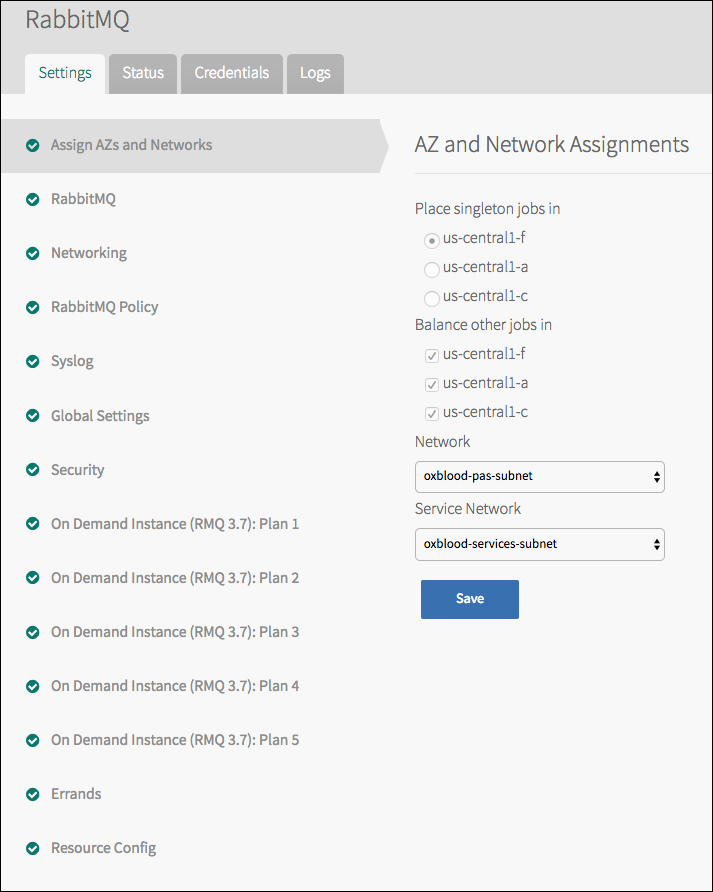 RabbitMQ
Settings Status Credentials Logs
Assign AZs and Networks
RabbitMQ
Networking
RabbitMQ Policy
Syslog
Global Settings
Security
On Demand Instance (RMQ 3.7): Plan 1
On Demand Instance (RMQ 3.7): Plan 2
On Demand Instance (RMQ 3.7): Plan 3
On Demand Instance (RMQ 3.7): Plan 4
On Demand Instance (RMQ 3.7): Plan 5
Errands
Resource Config
AZ and Network Assignments
Place singleton jobs in
us-central1-f
us-central1-a
us-central1-c
Balance other jobs in
us-central1-f
us-central1-a
us-central1-c
Network
oxblood-pas-subnet
Service Network
oxblood-services-subnet
Save